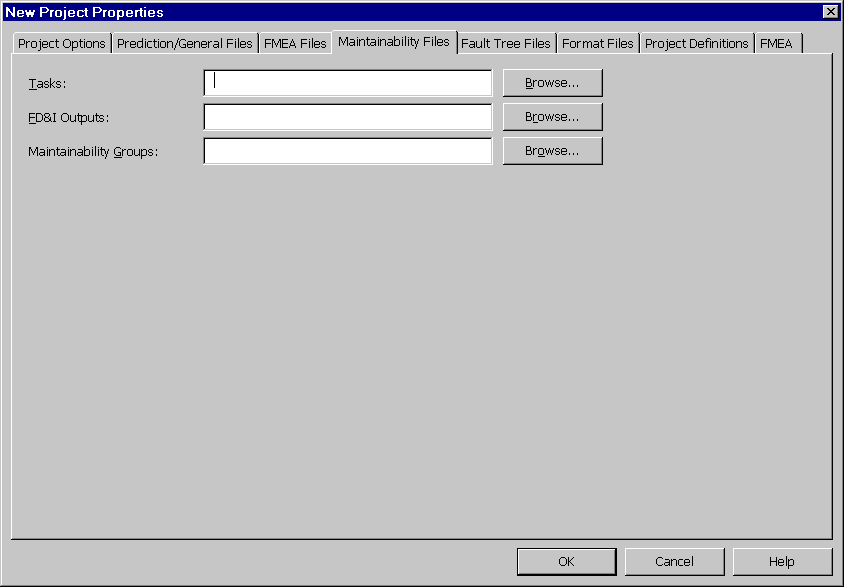 New Project Properties
Project Options Prediction/General Files FMEA Files Maintainability Files Fault Tree Files Format Files Project Definitions FMEA
Tasks: Browse...
FD&I Outputs: Browse...
Maintainability Groups: Browse...
OK Cancel Help